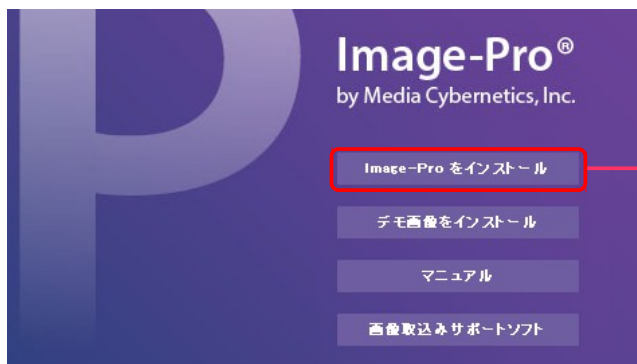 Image-Pro®
by Media Cybernetics, Inc.
Image-Pro をインストール
デモ画像をインストール
マニュアル
画像取込みサポートソフト